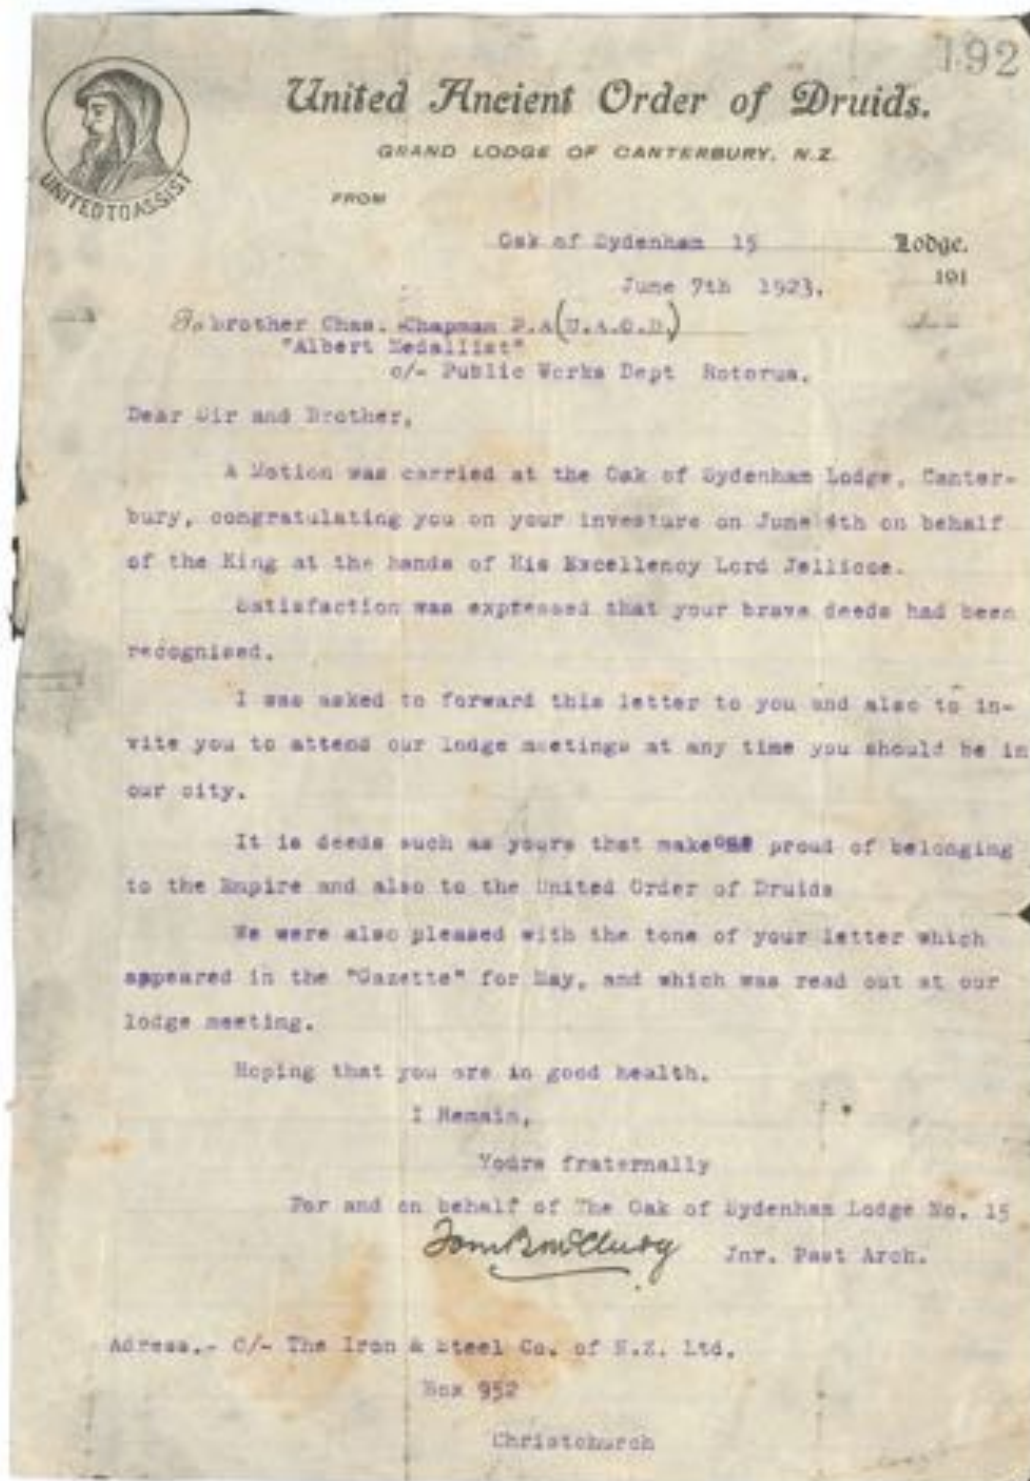 192
United Ancient Order of Druids.
GRAND LODGE OF CANTERBURY, N.Z.
UNITED TO ASSIST
FROM
Oak of Sydenham 15 Lodge.
June 7th 1923. 191
To brother Chas. Chapman P.A(U.A.O.D.)
"Albert Medallist"
c/- Public Works Dept Rotorua.
Dear Sir and Brother,
A Motion was carried at the Oak of Sydenham Lodge, Canter-
bury, congratulating you on your investure on June 4th on behalf
of the King at the hands of His Excellency Lord Jellicoe.
Satisfaction was expressed that your brave deeds had been
recognised.
I was asked to forward this letter to you and also to in-
vite you to attend our lodge meetings at any time you should be in
our city.
It is deeds such as yours that make one proud of belonging
to the Empire and also to the United Order of Druids
We were also pleased with the tone of your letter which
appeared in the "Gazette" for May, and which was read out at our
lodge meeting.
Hoping that you are in good health.
I Remain,
Yours fraternally
For and on behalf of The Oak of Sydenham Lodge No. 15
Tom B McClurg Jnr. Past Arch.
Adress.- C/- The Iron & Steel Co. of N.Z. Ltd.
Box 952
Christchurch